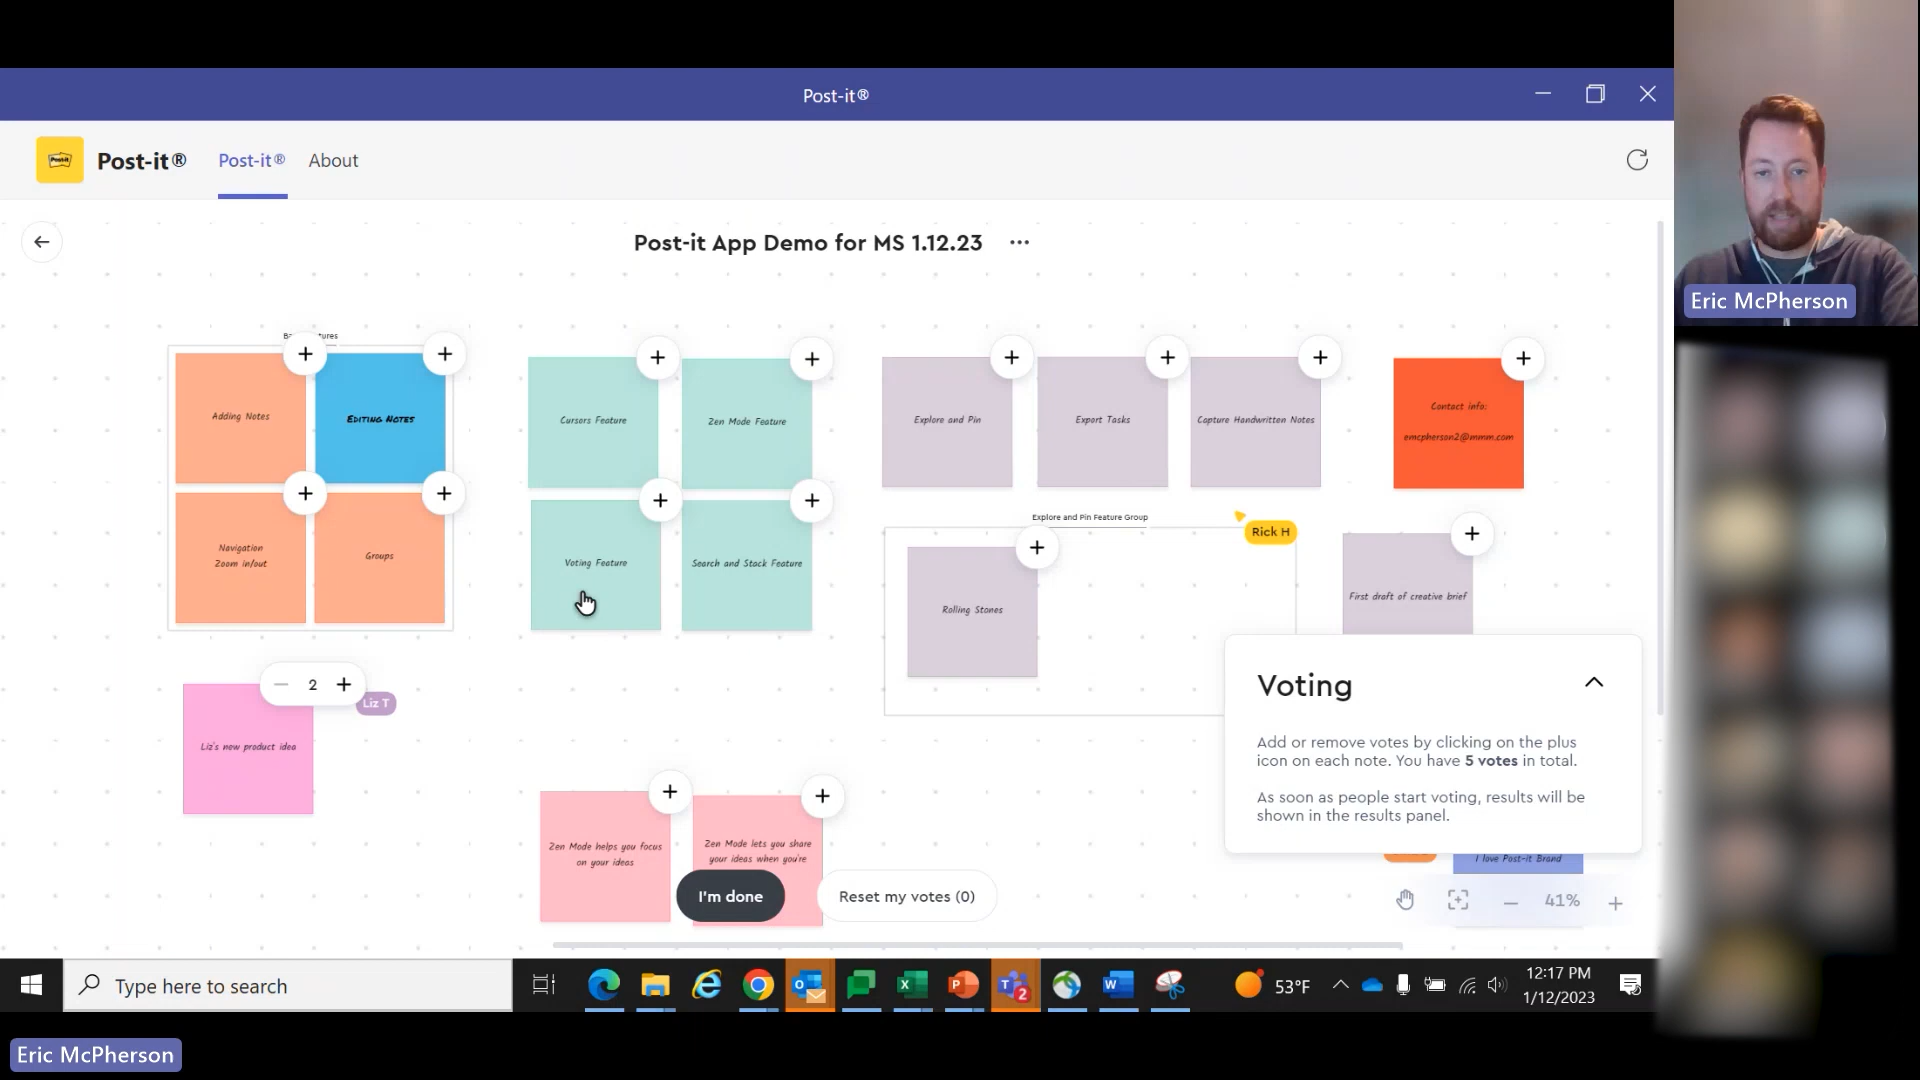 Post-it®
Post-it
Post-it®
Post-it®
About
Post-it App Demo for MS 1.12.23
Adding Notes
Editing Notes
Navigation
Zoom in/out
Groups
Cursors Feature
Zen Mode Feature
Voting Feature
Search and Stack Feature
Explore and Pin
Export Tasks
Capture Handwritten Notes
Contact info:
emcpherson2@mmm.com
Explore and Pin Feature Group
Rick H
Rolling Stones
First draft of creative brief
2
Liz T
Liz's new product idea
Zen Mode helps you focus
on your ideas
Zen Mode lets you share
your ideas when you're
I'm done
Reset my votes (0)
Voting
Add or remove votes by clicking on the plus
icon on each note. You have 5 votes in total.
As soon as people start voting, results will be
shown in the results panel.
I love Post-it Brand
41%
Type here to search
2
53°F
12:17 PM
1/12/2023
Eric McPherson
Eric McPherson